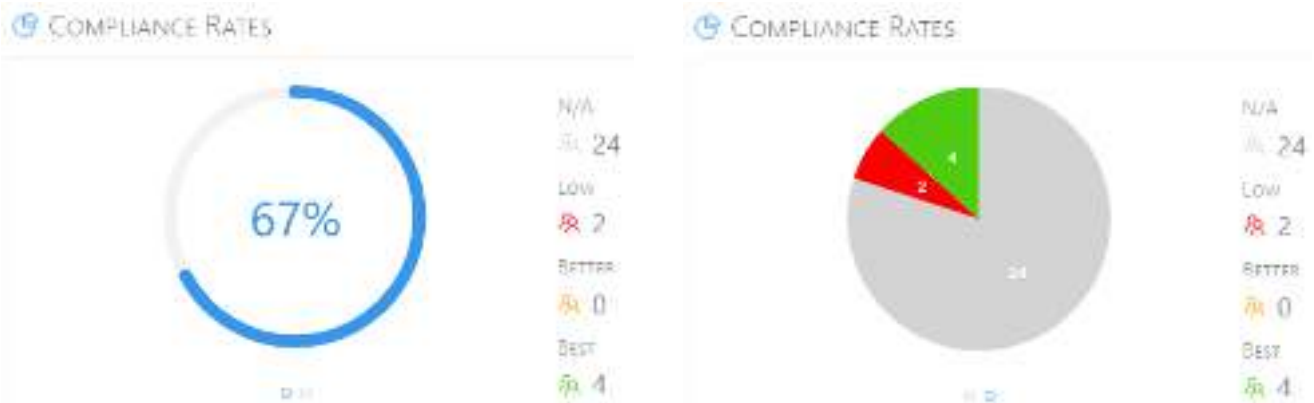 COMPLIANCE RATES
67%
N/A
24
LOW
2
BETTER
0
BEST
4
COMPLIANCE RATES
4
2
24
N/A
24
LOW
2
BETTER
0
BEST
4